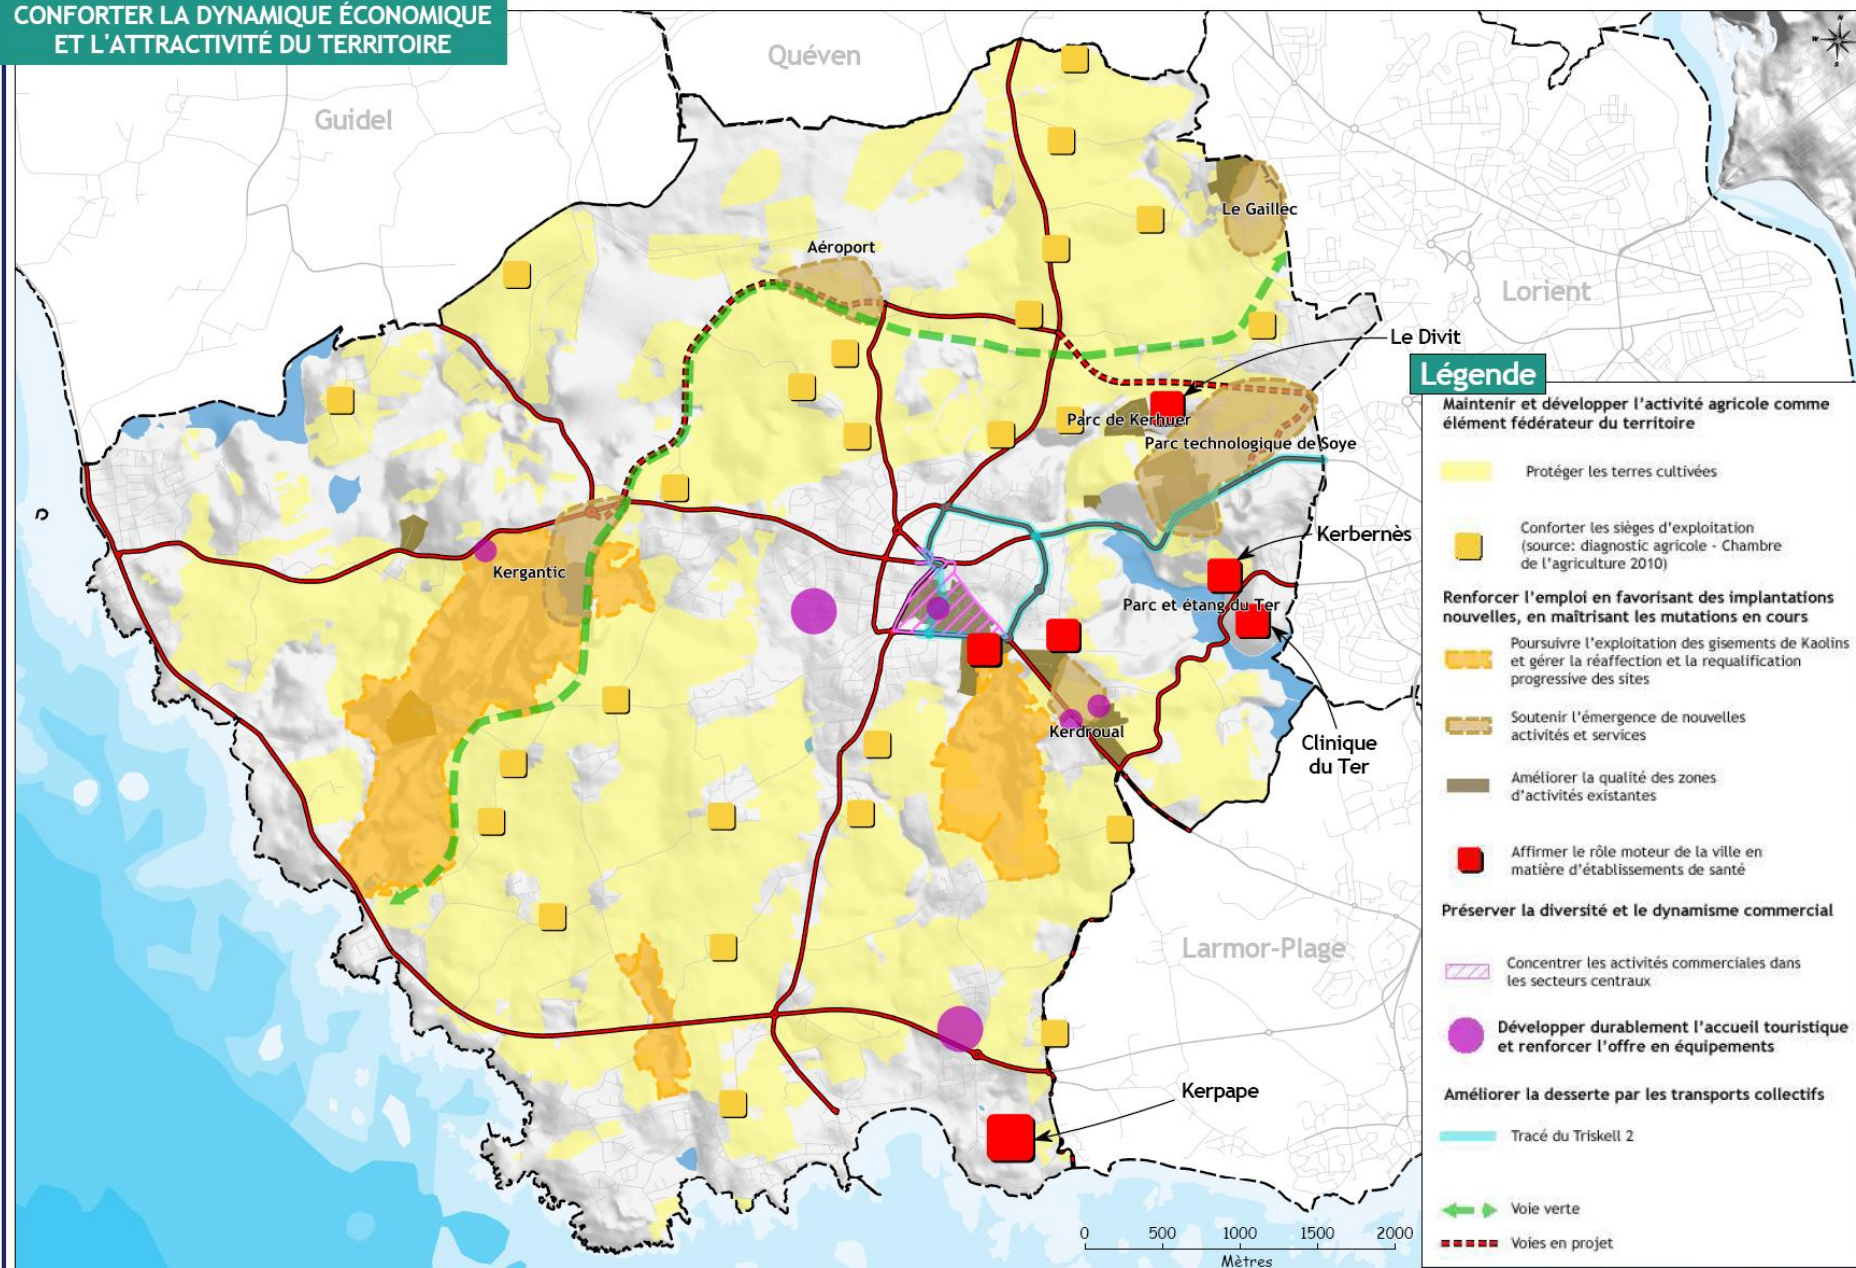 CONFORTER LA DYNAMIQUE ÉCONOMIQUE
ET L'ATTRACTIVITÉ DU TERRITOIRE
Quéven
Guidel
N
W
S
Le Gaillec
Aéroport
Lorient
Le Divit
Parc de Kerhuer
Parc technologique de Soye
Kerbernès
Kergantic
Parc et étang du Ter
Kerdroual
Clinique
du Ter
Larmor-Plage
Kerpape
0 500 1000 1500 2000
Mètres
Légende
Maintenir et développer l'activité agricole comme
élément fédérateur du territoire
Protéger les terres cultivées
Conforter les sièges d'exploitation
(source: diagnostic agricole - Chambre
de l'agriculture 2010)
Renforcer l'emploi en favorisant des implantations
nouvelles, en maîtrisant les mutations en cours
Poursuivre l'exploitation des gisements de Kaolins
et gérer la réaffection et la requalification
progressive des sites
Soutenir l'émergence de nouvelles
activités et services
Améliorer la qualité des zones
d'activités existantes
Affirmer le rôle moteur de la ville en
matière d'établissements de santé
Préserver la diversité et le dynamisme commercial
Concentrer les activités commerciales dans
les secteurs centraux
Développer durablement l'accueil touristique
et renforcer l'offre en équipements
Améliorer la desserte par les transports collectifs
Tracé du Triskell 2
Voie verte
Voies en projet